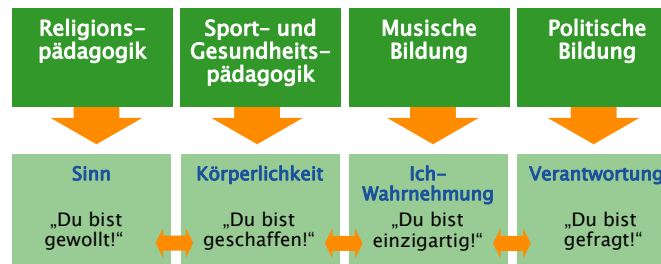 Religions-
pädagogik
Sport- und
Gesundheits-
pädagogik
Musische
Bildung
Politische
Bildung
Sinn
„Du bist
gewollt!“
Körperlichkeit
„Du bist
geschaffen!“
Ich-
Wahrnehmung
„Du bist
einzigartig!“
Verantwortung
„Du bist
gefragt!“